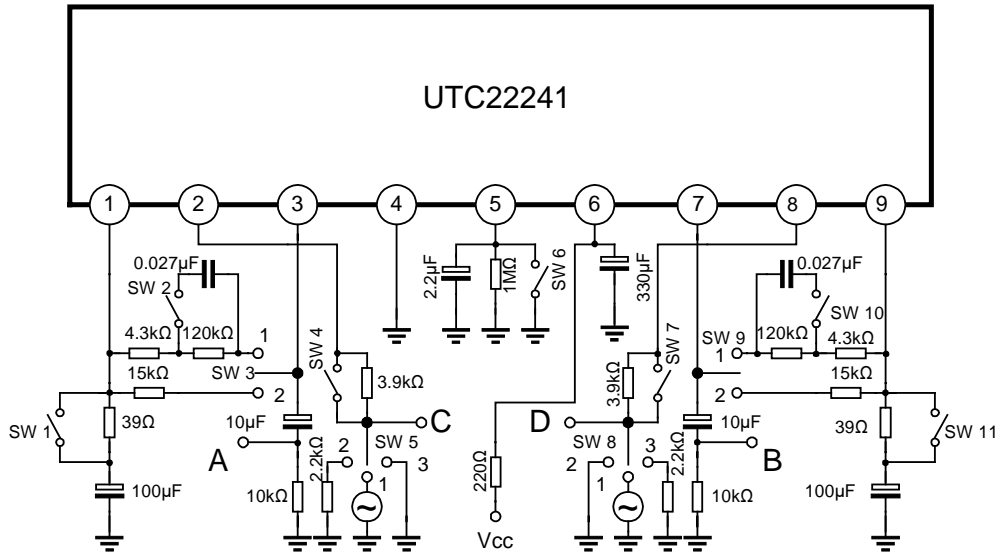 UTC22241
1 2 3 4 5 6 7 8 9
0.027µF
SW 2
4.3kΩ 120kΩ
1
SW 3
15kΩ
2
SW 1
39Ω
10µF
A
100µF
10kΩ
SW 4
3.9kΩ
C
2.2kΩ
2
SW 5
3
1
~
2.2µF
1MΩ
SW 6
330µF
220Ω
Vcc
SW 7
3.9kΩ
D
SW 8
2
3
1
~
2.2kΩ
0.027µF
SW 10
SW 9
120kΩ 4.3kΩ
1
15kΩ
2
10µF
39Ω
SW 11
B
10kΩ
100µF